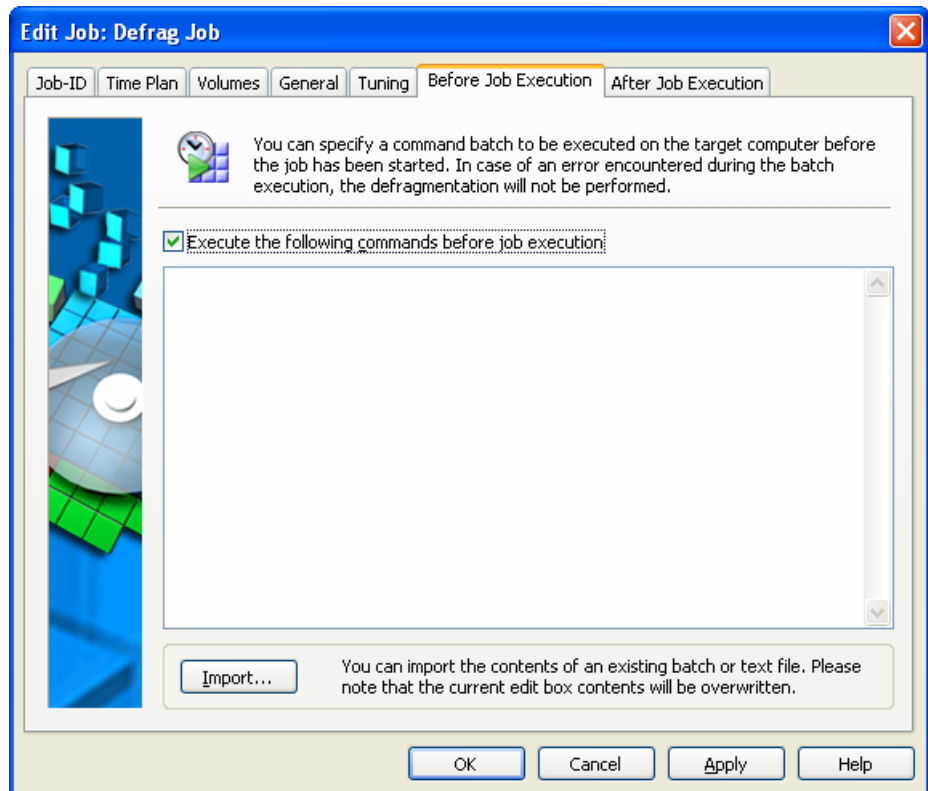 Edit Job: Defrag Job
Job-ID Time Plan Volumes General Tuning Before Job Execution After Job Execution
You can specify a command batch to be executed on the target computer before
the job has been started. In case of an error encountered during the batch
execution, the defragmentation will not be performed.
Execute the following commands before job execution
Import... You can import the contents of an existing batch or text file. Please
note that the current edit box contents will be overwritten.
OK Cancel Apply Help